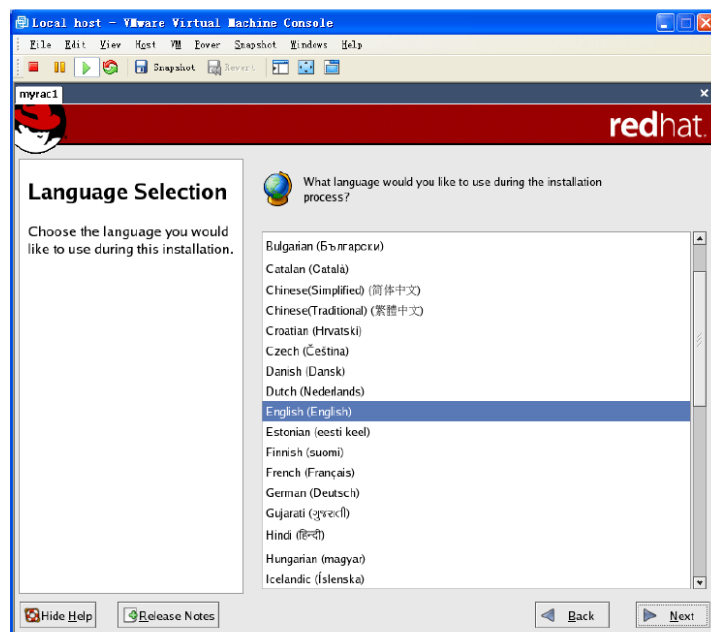 Local host - VMware Virtual Machine Console
File Edit View Host VM Power Snapshot Windows Help
Snapshot Revert
myrac1
redhat.
Language Selection
Choose the language you would
like to use during this installation.
What language would you like to use during the installation
process?
Bulgarian (Български)
Catalan (Català)
Chinese(Simplified) (简体中文)
Chinese(Traditional) (繁體中文)
Croatian (Hrvatski)
Czech (Čeština)
Danish (Dansk)
Dutch (Nederlands)
English (English)
Estonian (eesti keel)
Finnish (suomi)
French (Français)
German (Deutsch)
Gujarati (ગુજરાતી)
Hindi (हिन्दी)
Hungarian (magyar)
Icelandic (Íslenska)
Hide Help
Release Notes
Back
Next